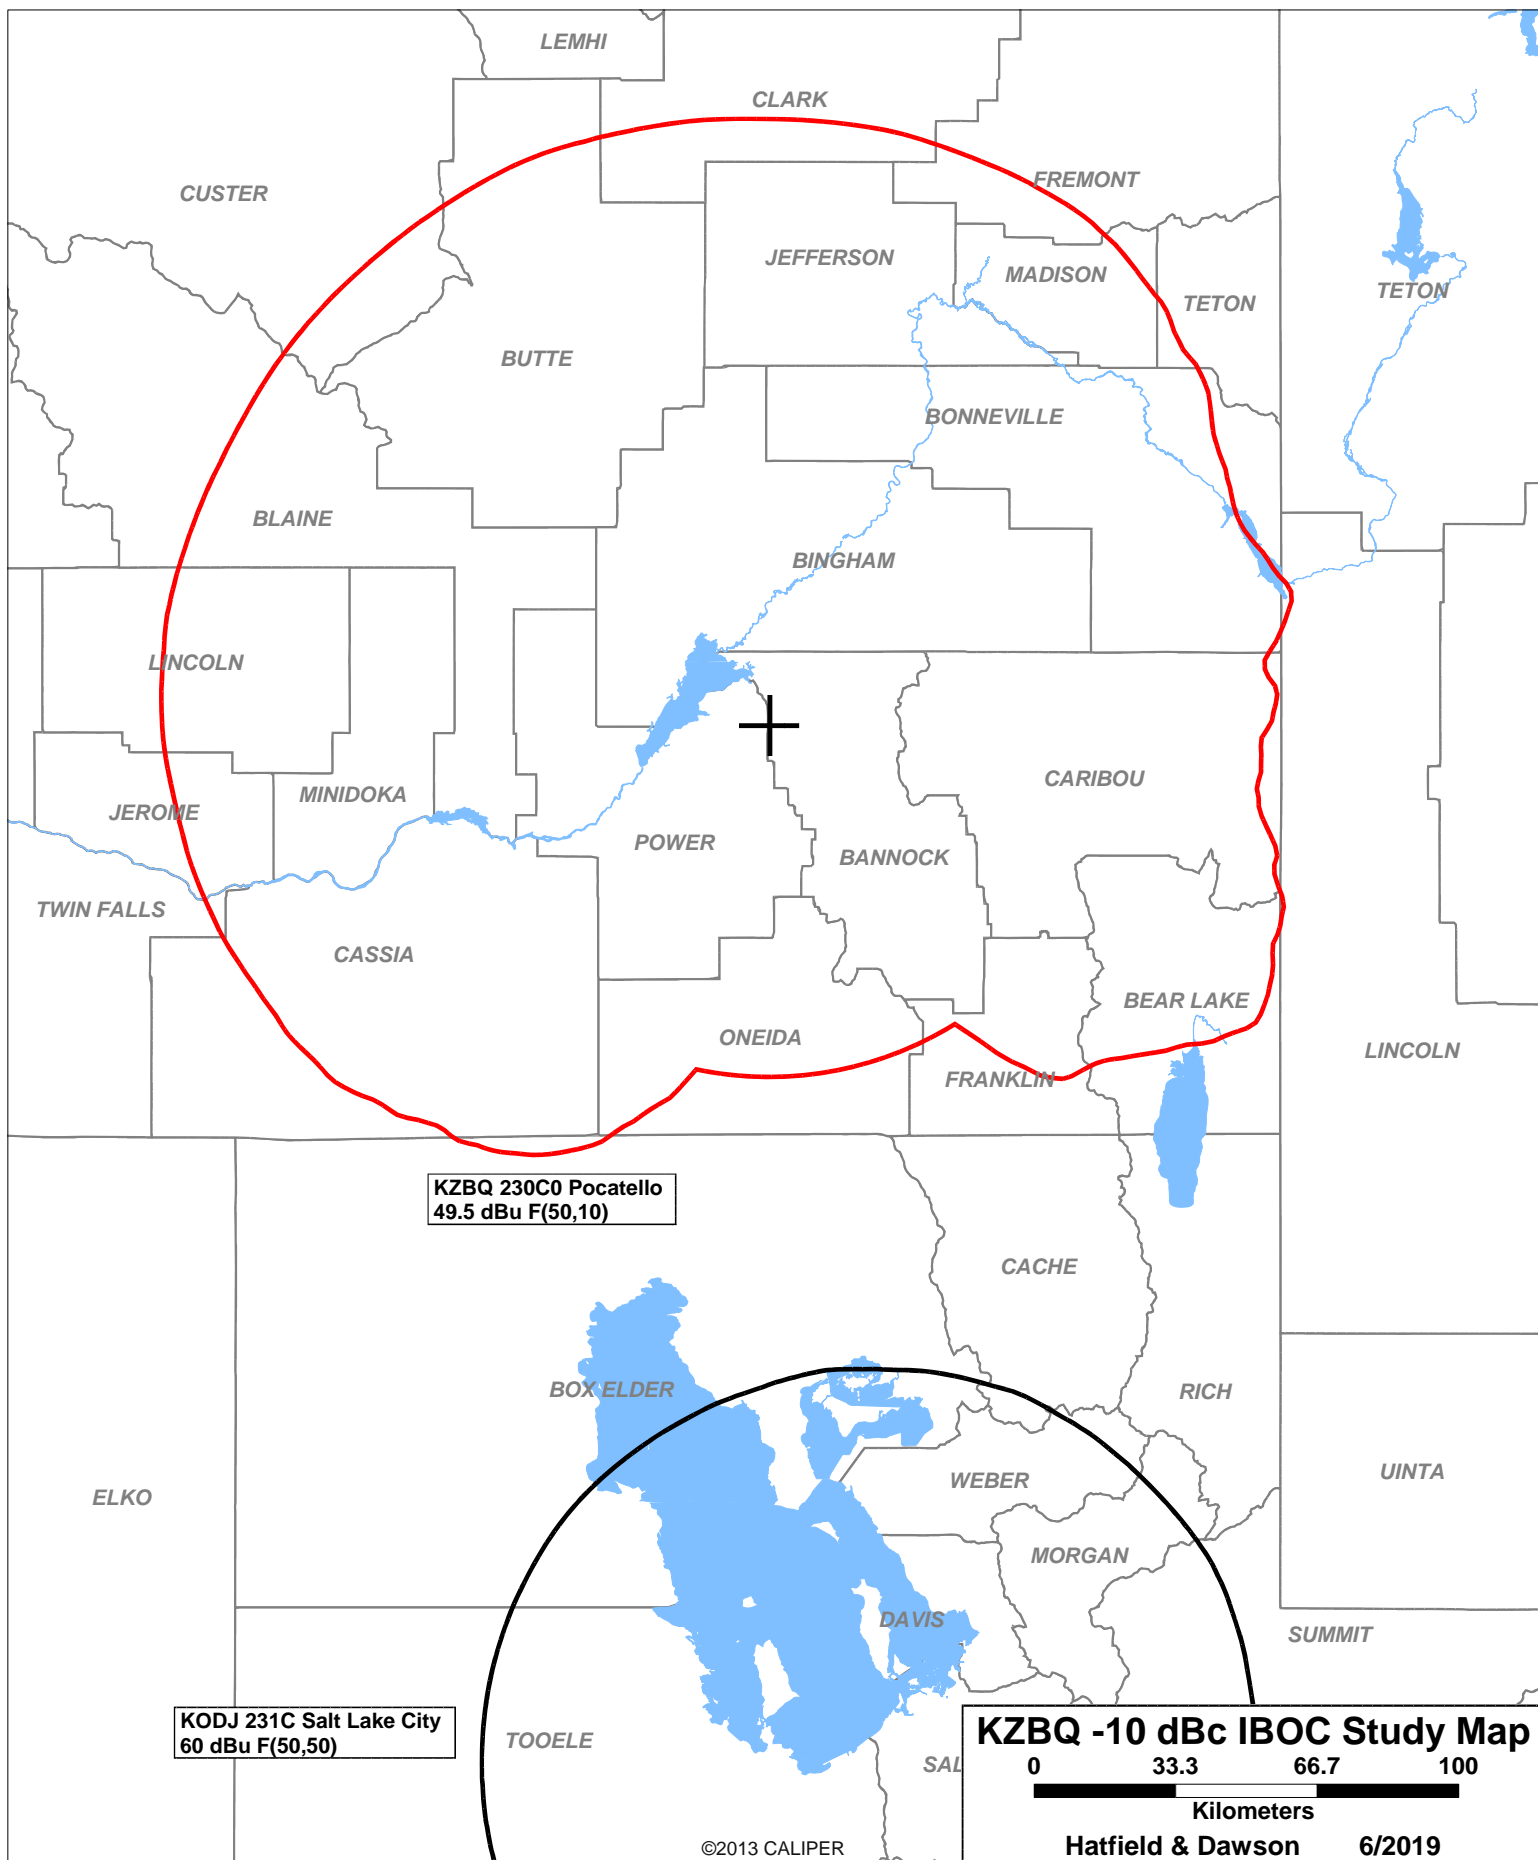 LEMHI
CLARK
CUSTER
FREMONT
JEFFERSON
MADISON
TETON
TETON
BUTTE
BONNEVILLE
BLAINE
BINGHAM
LINCOLN
CARIBOU
MINIDOKA
JEROME
POWER
BANNOCK
TWIN FALLS
CASSIA
BEAR LAKE
ONEIDA
LINCOLN
FRANKLIN
KZBQ 230C0 Pocatello
49.5 dBu F(50,10)
CACHE
BOX ELDER
RICH
UINTA
WEBER
ELKO
MORGAN
DAVIS
SUMMIT
KODJ 231C Salt Lake City
60 dBu F(50,50)
TOOELE
SAL
KZBQ -10 dBc IBOC Study Map
0 33.3 66.7 100
Kilometers
Hatfield & Dawson 6/2019
©2013 CALIPER